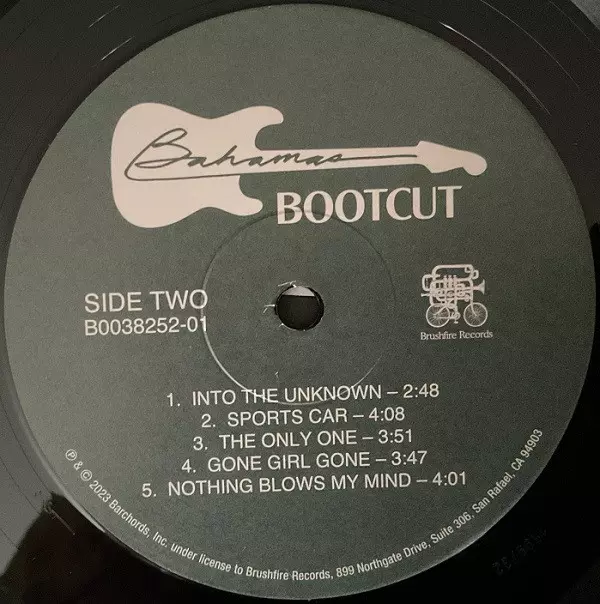 Bahamas
BOOTCUT
SIDE TWO
B0038252-01
Brushfire Records
1. INTO THE UNKNOWN – 2:48
2. SPORTS CAR – 4:08
3. THE ONLY ONE – 3:51
4. GONE GIRL GONE – 3:47
5. NOTHING BLOWS MY MIND – 4:01
℗ & © 2023 Barchords, Inc. under license to Brushfire Records, 899 Northgate Drive, Suite 306, San Rafael, CA 94903